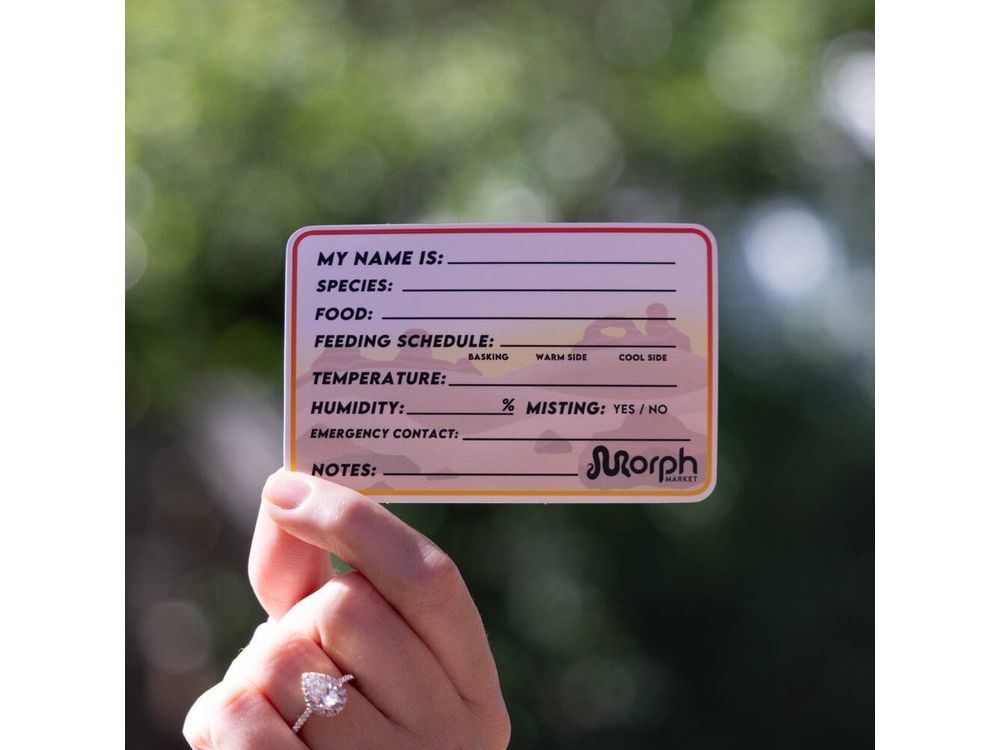 MY NAME IS:
SPECIES:
FOOD:
FEEDING SCHEDULE:
BASKING WARM SIDE COOL SIDE
TEMPERATURE:
HUMIDITY: % MISTING: YES / NO
EMERGENCY CONTACT:
NOTES:
Morph
MARKET